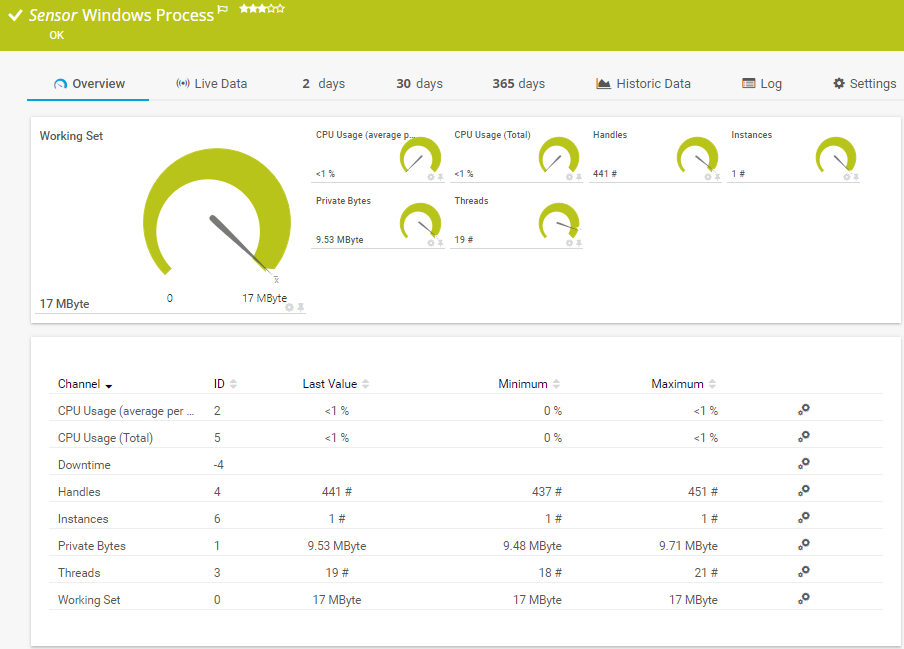 Sensor Windows Process
OK
Overview Live Data 2 days 30 days 365 days Historic Data Log Settings
Working Set
17 MByte
0
17 MByte
x̄
CPU Usage (average p...
<1 %
CPU Usage (Total)
<1 %
Handles
441 #
Instances
1 #
Private Bytes
9.53 MByte
Threads
19 #
Channel ID Last Value Minimum Maximum
CPU Usage (average per ... 2 <1 % 0 % <1 %
CPU Usage (Total) 5 <1 % 0 % <1 %
Downtime -4
Handles 4 441 # 437 # 451 #
Instances 6 1 # 1 # 1 #
Private Bytes 1 9.53 MByte 9.48 MByte 9.71 MByte
Threads 3 19 # 18 # 21 #
Working Set 0 17 MByte 17 MByte 17 MByte